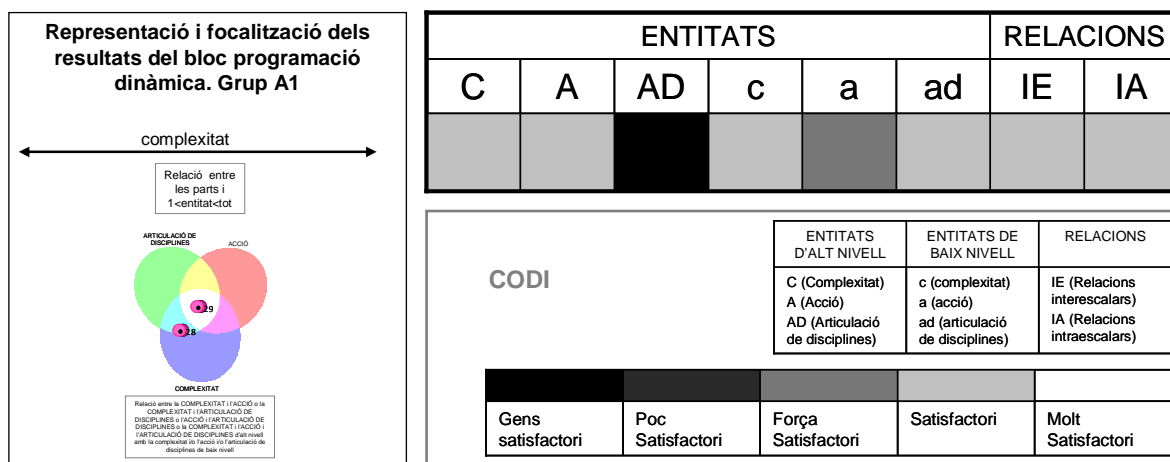 Representació i focalització dels
resultats del bloc programació
dinàmica. Grup A1
complexitat
Relació entre
les parts i
1<entitat<tot
ARTICULACIÓ DE
DISCIPLINES
ACCIÓ
29
28
COMPLEXITAT
Relació entre la COMPLEXITAT i l'ACCIÓ o la
COMPLEXITAT i l'ARTICULACIÓ DE
DISCIPLINES o l'ACCIÓ i l'ARTICULACIÓ DE
DISCIPLINES o la COMPLEXITAT i l'ACCIÓ i
l'ARTICULACIÓ DE DISCIPLINES d'alt nivell
amb la complexitat i/o l'acció i/o l'articulació de
disciplines de baix nivell
ENTITATS RELACIONS
C A AD c a ad IE IA
CODI
ENTITATS
D'ALT NIVELL
ENTITATS DE
BAIX NIVELL
RELACIONS
C (Complexitat)
A (Acció)
AD (Articulació
de disciplines)
c (complexitat)
a (acció)
ad (articulació
de disciplines)
IE (Relacions
interescalars)
IA (Relacions
intraescalars)
Gens
satisfactori
Poc
Satisfactori
Força
Satisfactori
Satisfactori
Molt
Satisfactori